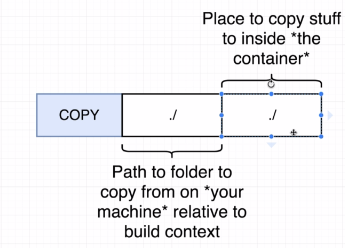 Place to copy stuff
to inside *the
container*
COPY ./ ./
Path to folder to
copy from on *your
machine* relative to
build context